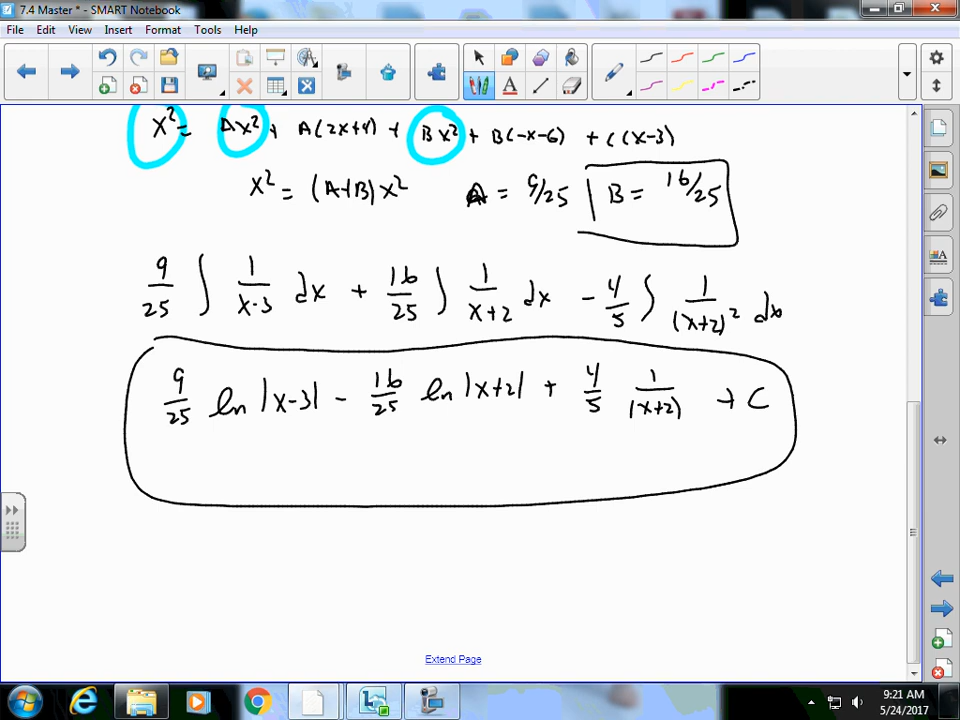 7.4 Master * - SMART Notebook
File Edit View Insert Format Tools Help
x² = Ax² + A(2x+4) + Bx² + B(-x-6) + C(x-3)
x² = (A+B)x² A = 9/25 B = 16/25
9/25 ∫ 1/(x-3) dx + 16/25 ∫ 1/(x+2) dx - 4/5 ∫ 1/(x+2)² dx
9/25 ln|x-3| - 16/25 ln|x+2| + 4/5 1/(x+2) + C
Extend Page
9:21 AM
5/24/2017